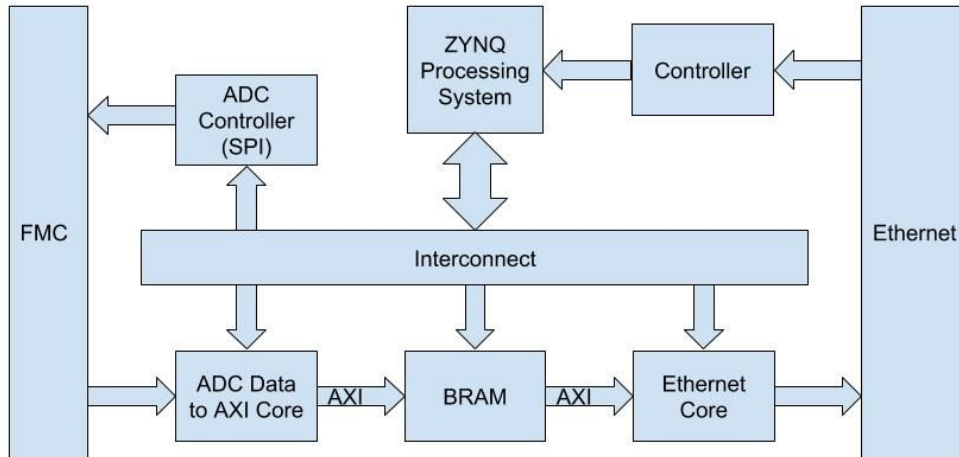 ZYNQ
Processing
System
Controller
ADC
Controller
(SPI)
FMC
Ethernet
Interconnect
ADC Data
to AXI Core
AXI
BRAM
AXI
Ethernet
Core